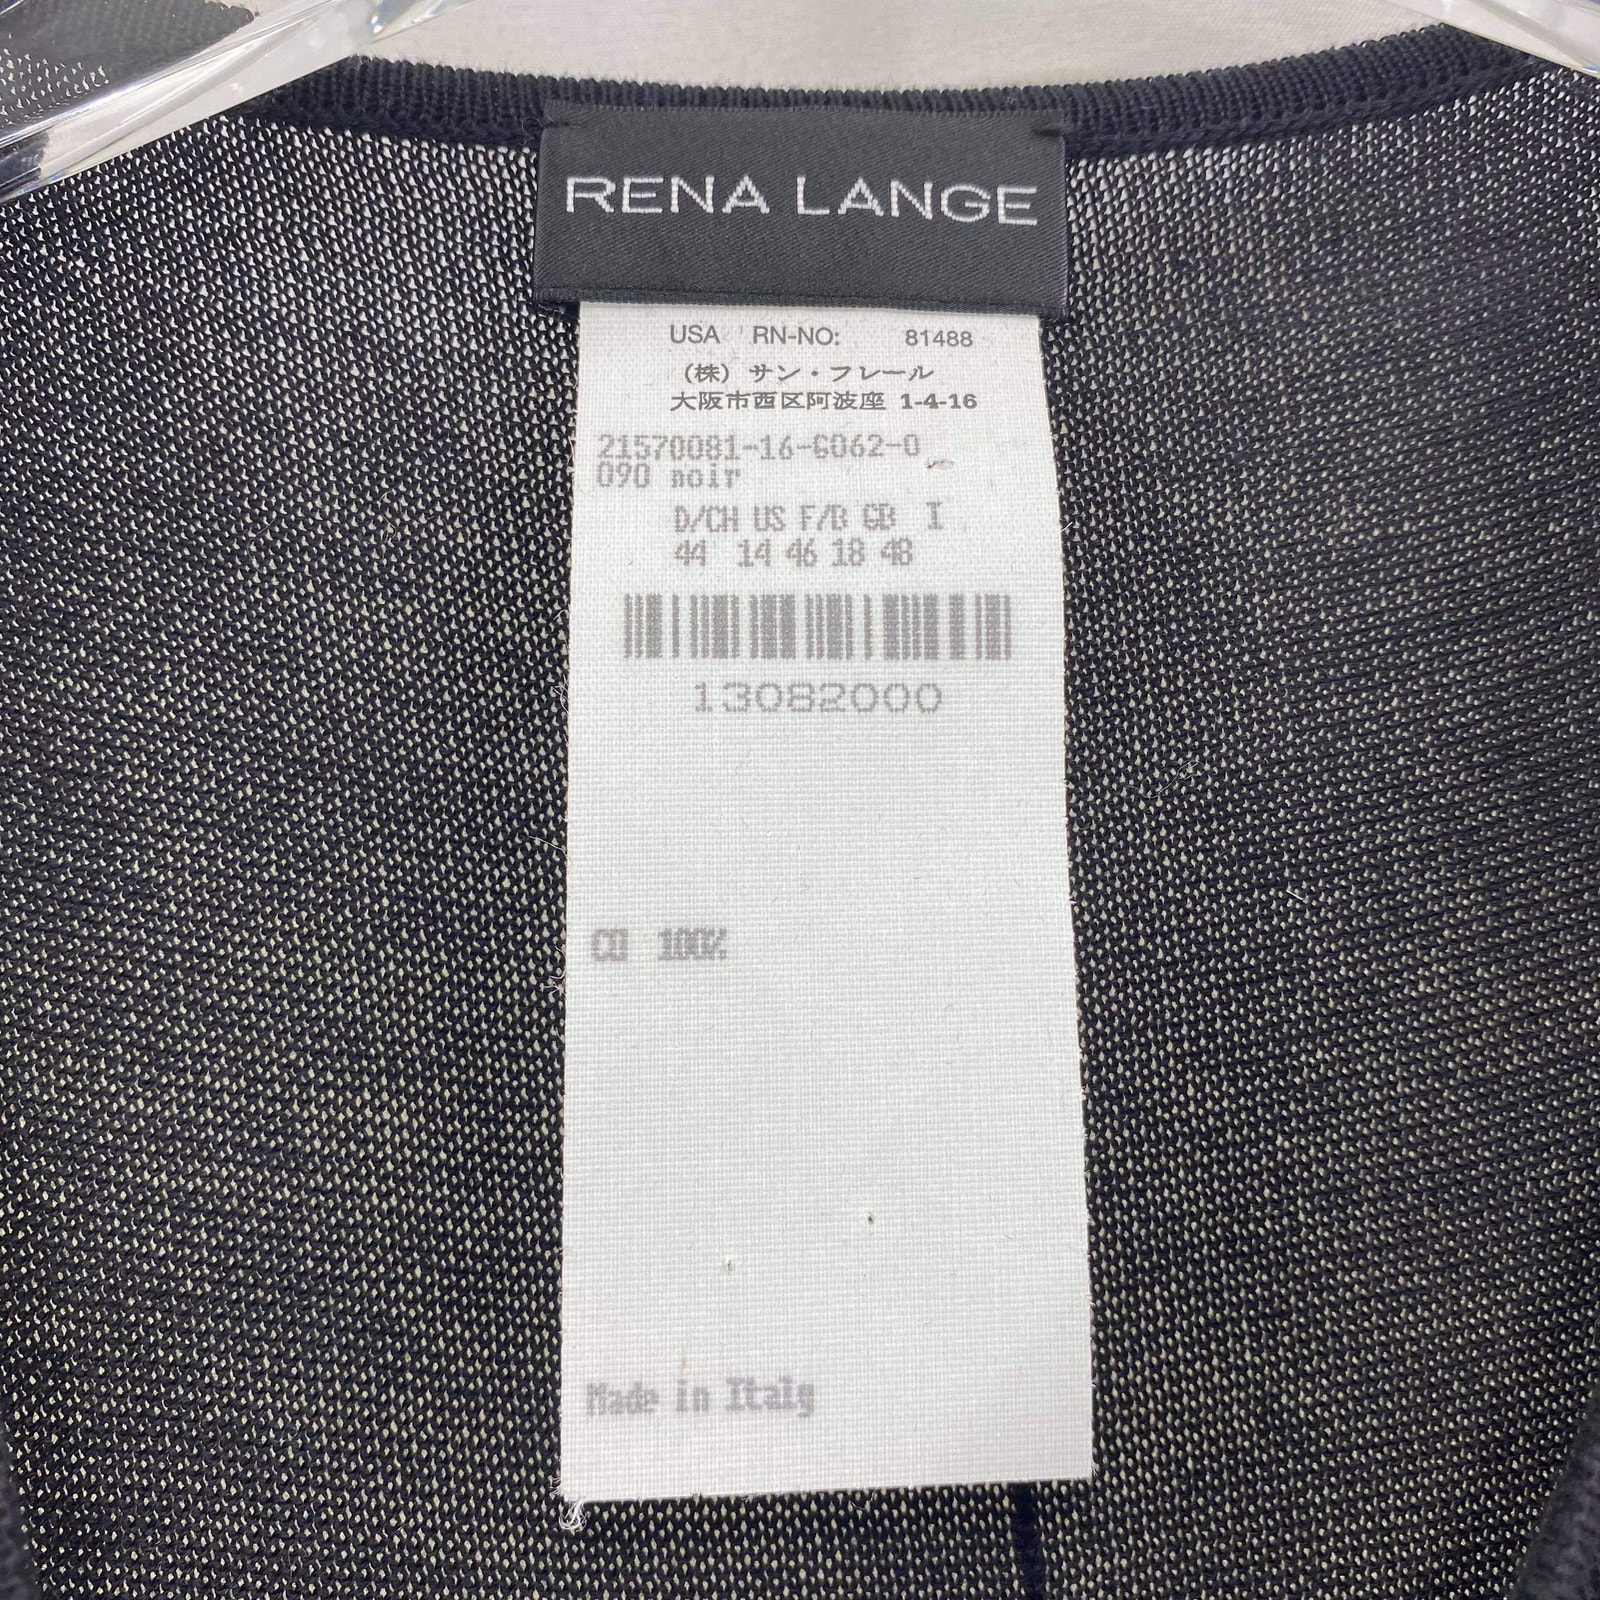 RENA LANGE
USA RN-NO: 81488
(株) サン・フレール
大阪市西区阿波座 1-4-16
21570081-16-G062-0
090 noir
D/CH US F/B GB I
44 14 46 18 48
13082000
CO 100%
Made in Italy